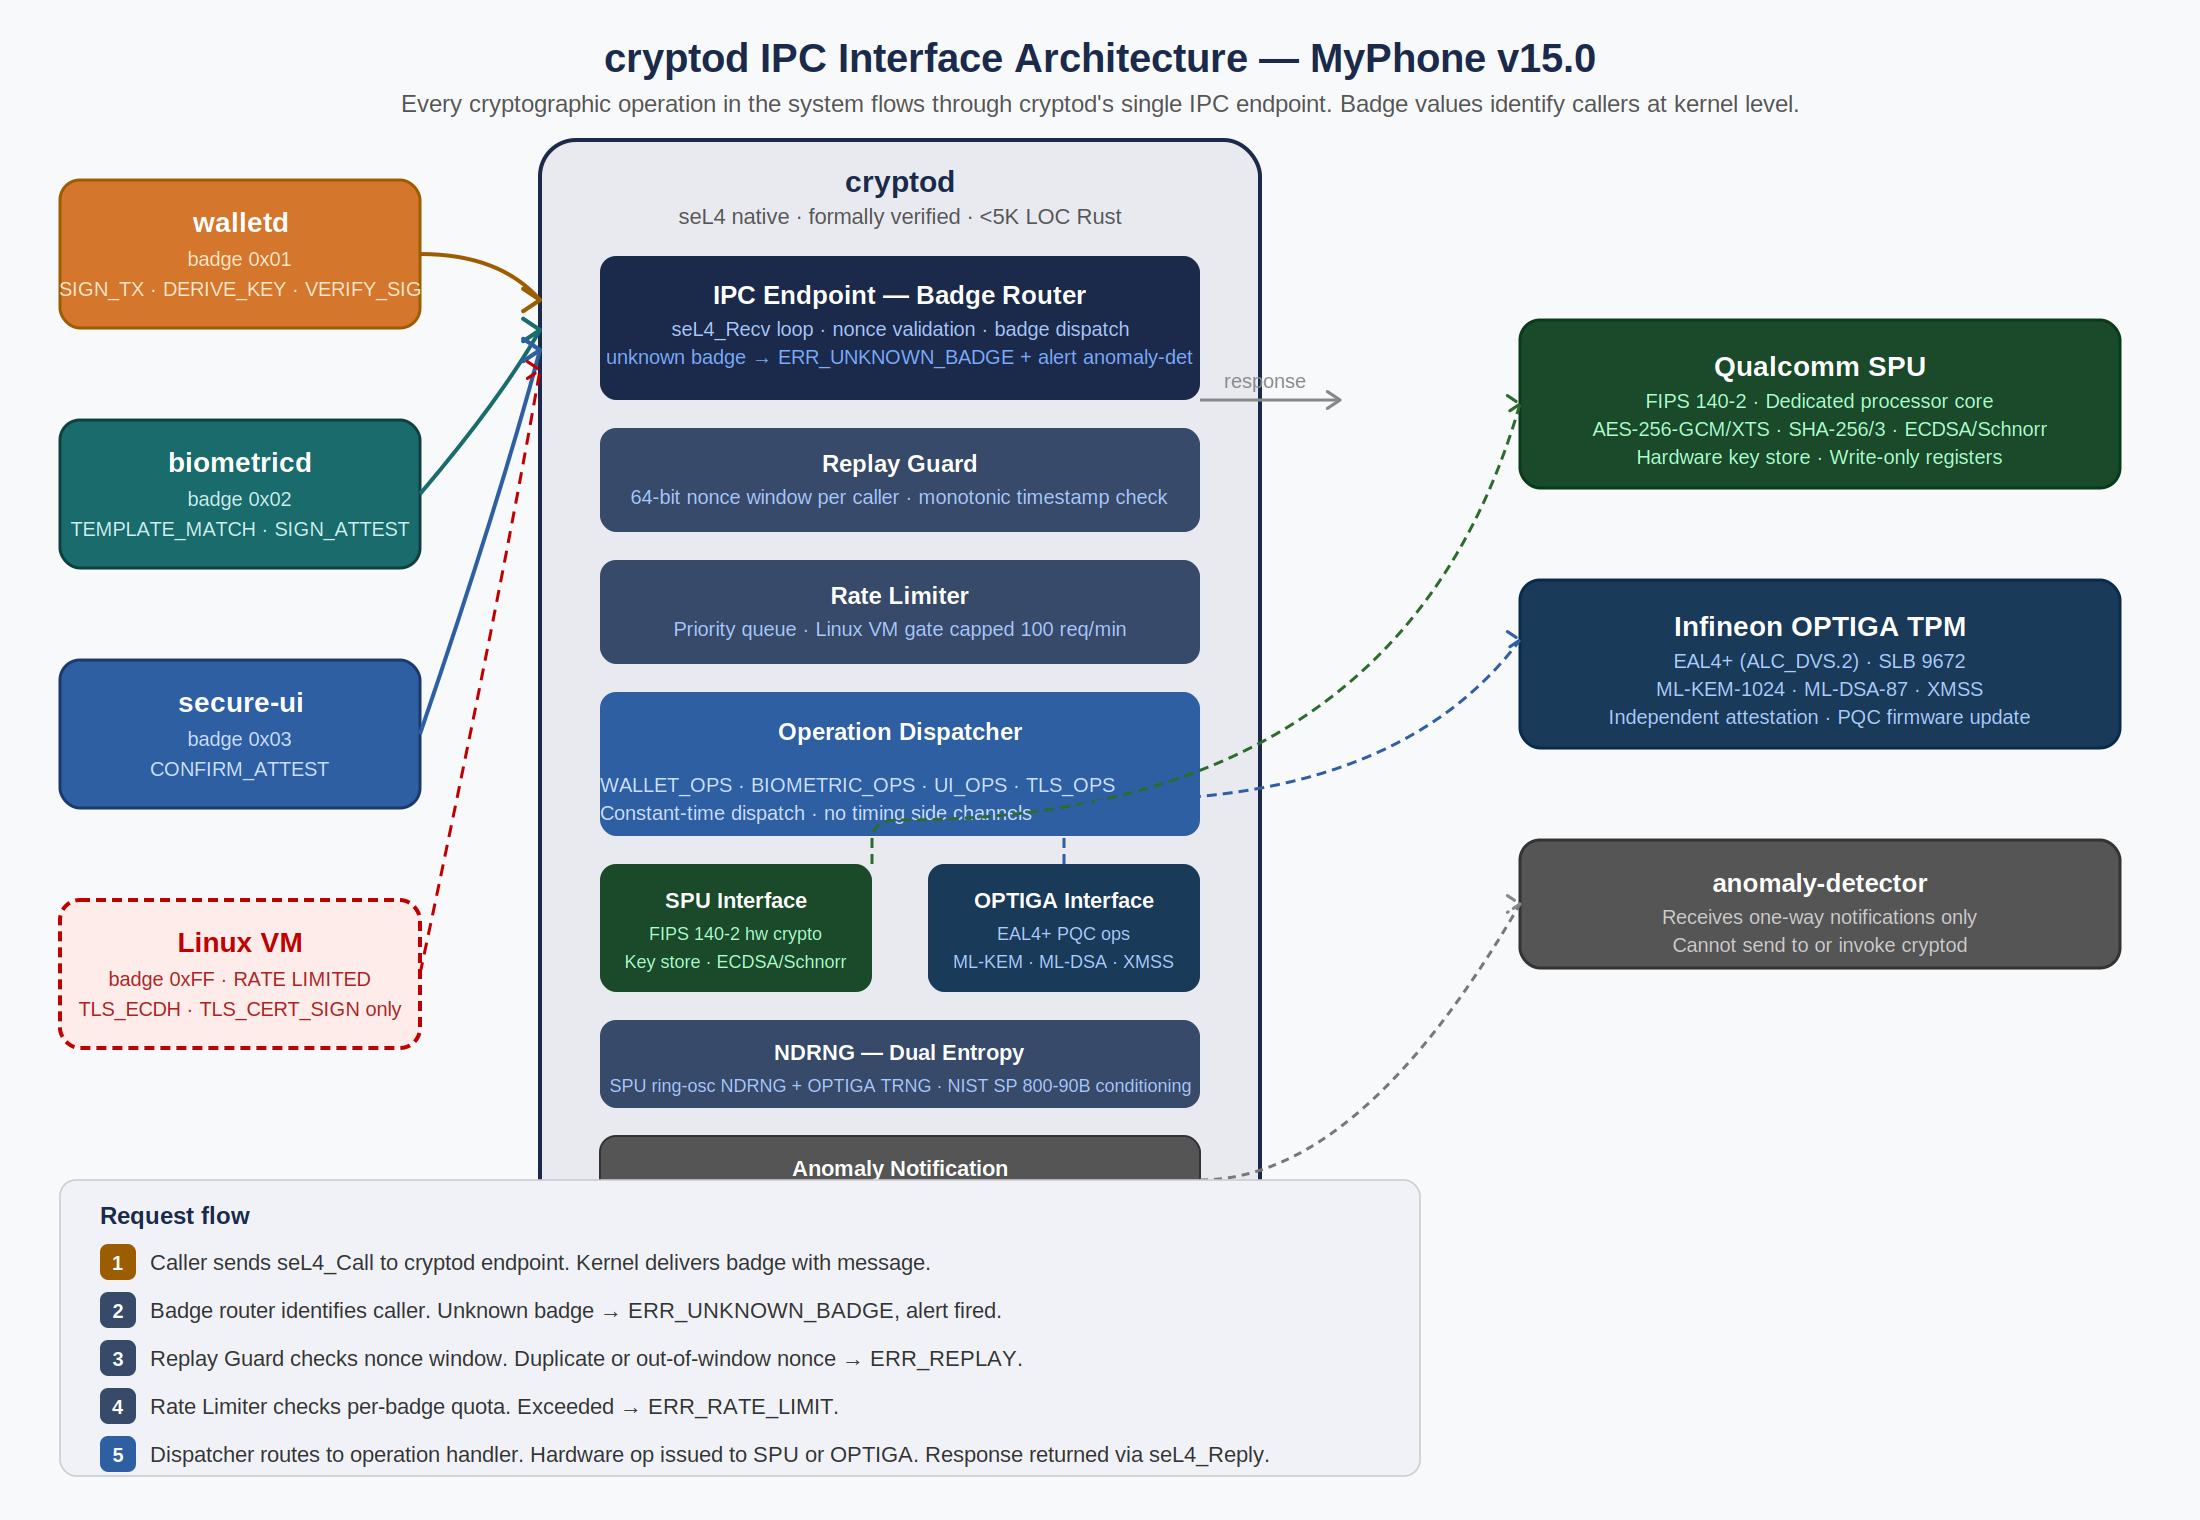 cryptod IPC Interface Architecture — MyPhone v15.0
Every cryptographic operation in the system flows through cryptod's single IPC endpoint. Badge values identify callers at kernel level.
walletd
badge 0x01
SIGN_TX · DERIVE_KEY · VERIFY_SIG
biometricd
badge 0x02
TEMPLATE_MATCH · SIGN_ATTEST
secure-ui
badge 0x03
CONFIRM_ATTEST
Linux VM
badge 0xFF · RATE LIMITED
TLS_ECDH · TLS_CERT_SIGN only
cryptod
seL4 native · formally verified · <5K LOC Rust
IPC Endpoint — Badge Router
seL4_Recv loop · nonce validation · badge dispatch
unknown badge → ERR_UNKNOWN_BADGE + alert anomaly-det
response
Replay Guard
64-bit nonce window per caller · monotonic timestamp check
Rate Limiter
Priority queue · Linux VM gate capped 100 req/min
Operation Dispatcher
WALLET_OPS · BIOMETRIC_OPS · UI_OPS · TLS_OPS
Constant-time dispatch · no timing side channels
SPU Interface
FIPS 140-2 hw crypto
Key store · ECDSA/Schnorr
OPTIGA Interface
EAL4+ PQC ops
ML-KEM · ML-DSA · XMSS
NDRNG — Dual Entropy
SPU ring-osc NDRNG + OPTIGA TRNG · NIST SP 800-90B conditioning
Anomaly Notification
Qualcomm SPU
FIPS 140-2 · Dedicated processor core
AES-256-GCM/XTS · SHA-256/3 · ECDSA/Schnorr
Hardware key store · Write-only registers
Infineon OPTIGA TPM
EAL4+ (ALC_DVS.2) · SLB 9672
ML-KEM-1024 · ML-DSA-87 · XMSS
Independent attestation · PQC firmware update
anomaly-detector
Receives one-way notifications only
Cannot send to or invoke cryptod
Request flow
1 Caller sends seL4_Call to cryptod endpoint. Kernel delivers badge with message.
2 Badge router identifies caller. Unknown badge → ERR_UNKNOWN_BADGE, alert fired.
3 Replay Guard checks nonce window. Duplicate or out-of-window nonce → ERR_REPLAY.
4 Rate Limiter checks per-badge quota. Exceeded → ERR_RATE_LIMIT.
5 Dispatcher routes to operation handler. Hardware op issued to SPU or OPTIGA. Response returned via seL4_Reply.